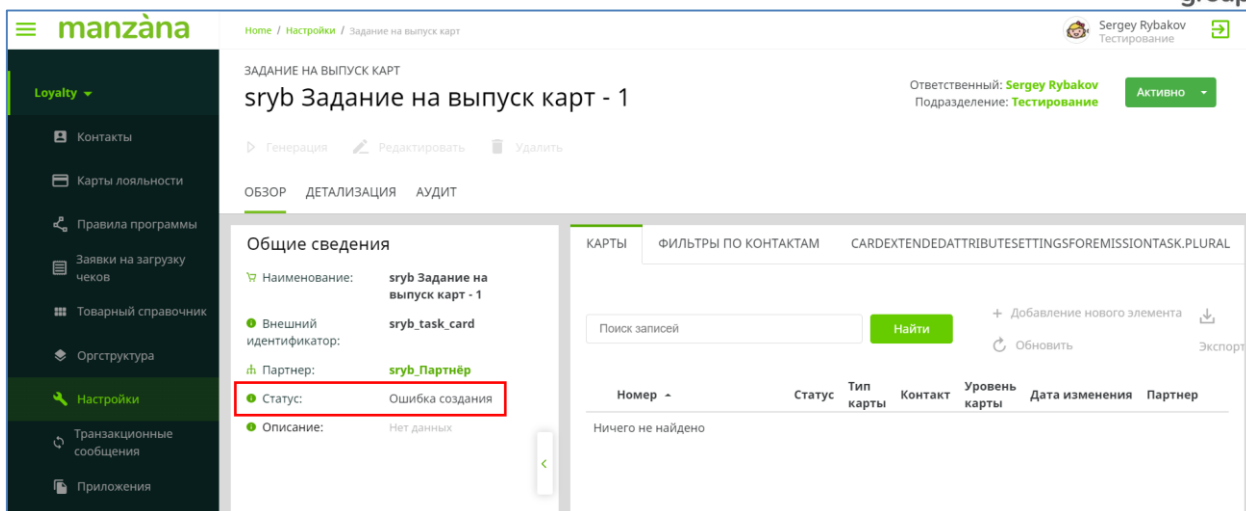 group
manzàna
Home / Настройки / Задание на выпуск карт
Sergey Rybakov
Тестирование
Loyalty
Контакты
Карты лояльности
Правила программы
Заявки на загрузку
чеков
Товарный справочник
Оргструктура
Настройки
Транзакционные
сообщения
Приложения
ЗАДАНИЕ НА ВЫПУСК КАРТ
sryb Задание на выпуск карт - 1
Ответственный: Sergey Rybakov
Подразделение: Тестирование
Активно
Генерация Редактировать Удалить
ОБЗОР ДЕТАЛИЗАЦИЯ АУДИТ
Общие сведения
Наименование: sryb Задание на
выпуск карт - 1
Внешний sryb_task_card
идентификатор:
Партнер: sryb_Партнёр
Статус: Ошибка создания
Описание: Нет данных
КАРТЫ ФИЛЬТРЫ ПО КОНТАКТАМ CARDEXTENDEDATTRIBUTESETTINGSFOREMISSIONTASK.PLURAL
Поиск записей Найти
+ Добавление нового элемента
Обновить Экспорт
Номер Статус Тип карты Контакт Уровень карты Дата изменения Партнер
Ничего не найдено